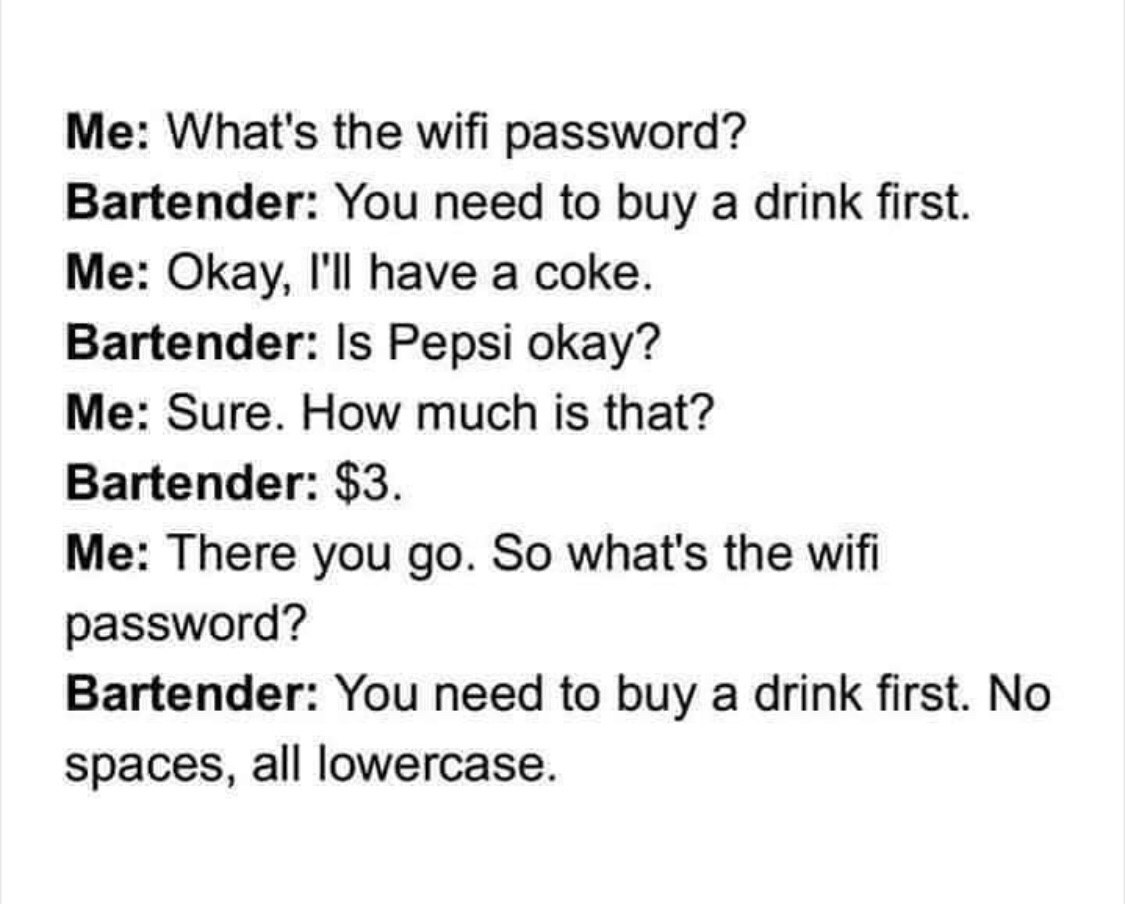 Me: What's the wifi password?
Bartender: You need to buy a drink first.
Me: Okay, I'll have a coke.
Bartender: Is Pepsi okay?
Me: Sure. How much is that?
Bartender: $3.
Me: There you go. So what's the wifi
password?
Bartender: You need to buy a drink first. No
spaces, all lowercase.